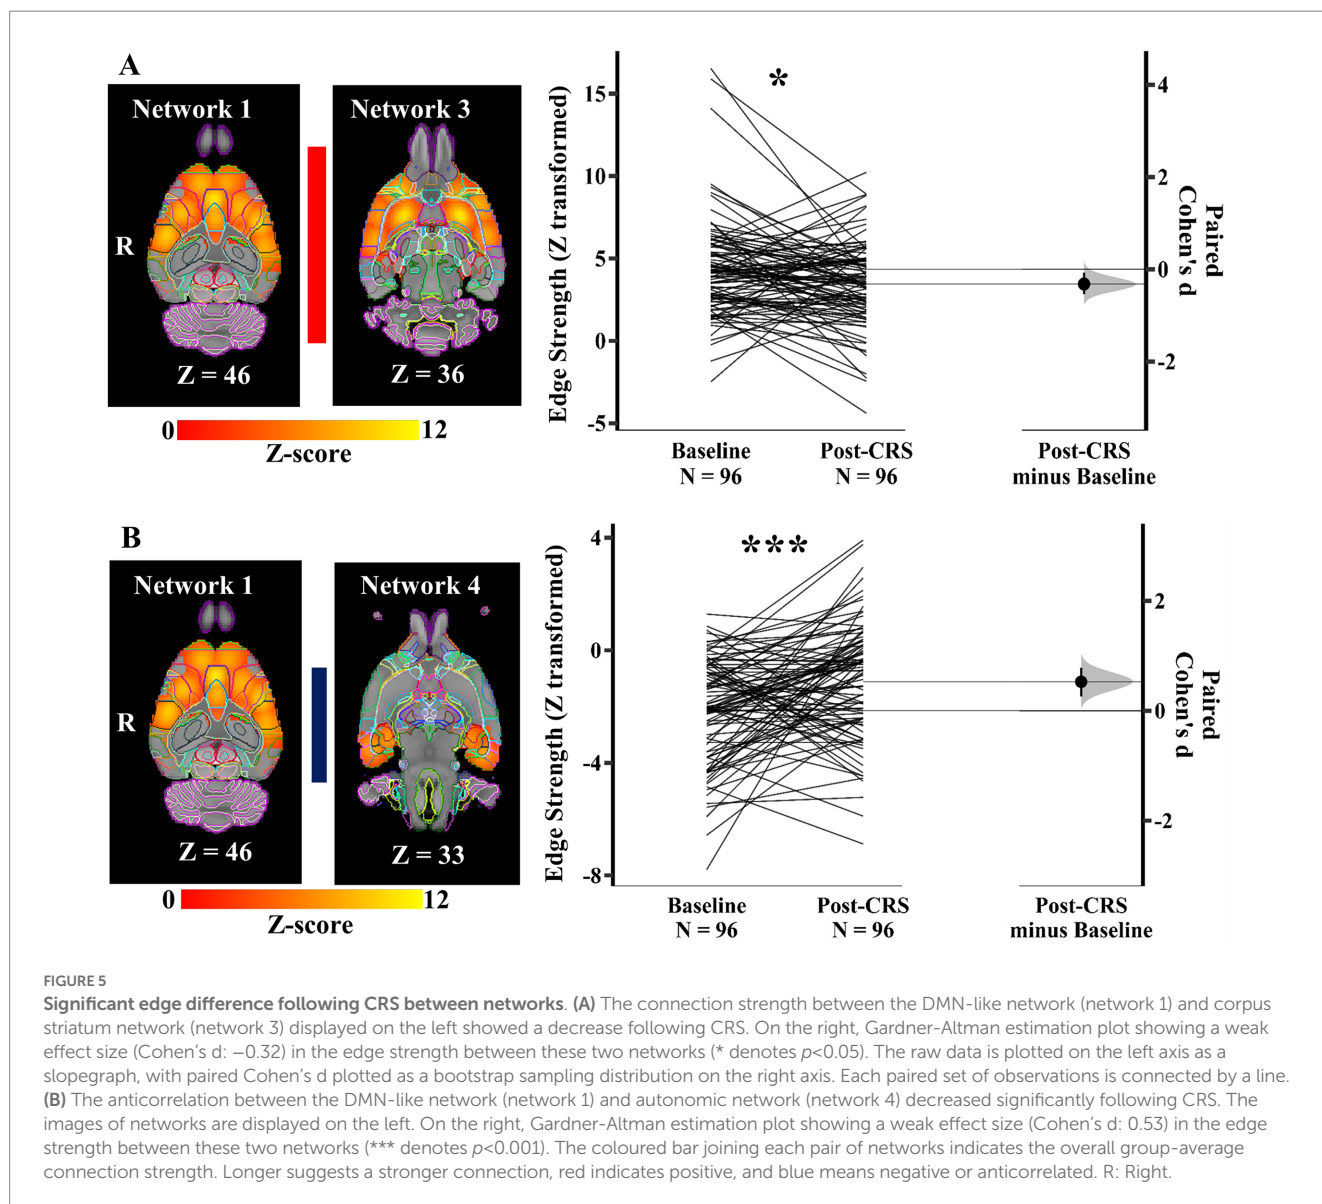 A
Network 1
Network 3
R
Z = 46
Z = 36
0
12
Z-score
Edge Strength (Z transformed)
15
10
5
0
-5
*
Baseline
N = 96
Post-CRS
N = 96
Post-CRS
minus Baseline
4
2
0
-2
Paired
Cohen's d
B
Network 1
Network 4
R
Z = 46
Z = 33
0
12
Z-score
Edge Strength (Z transformed)
4
0
-4
-8
***
Baseline
N = 96
Post-CRS
N = 96
Post-CRS
minus Baseline
2
0
-2
Paired
Cohen's d
FIGURE 5
Significant edge difference following CRS between networks. (A) The connection strength between the DMN-like network (network 1) and corpus
striatum network (network 3) displayed on the left showed a decrease following CRS. On the right, Gardner-Altman estimation plot showing a weak
effect size (Cohen’s d: −0.32) in the edge strength between these two networks (* denotes p<0.05). The raw data is plotted on the left axis as a
slopegraph, with paired Cohen’s d plotted as a bootstrap sampling distribution on the right axis. Each paired set of observations is connected by a line.
(B) The anticorrelation between the DMN-like network (network 1) and autonomic network (network 4) decreased significantly following CRS. The
images of networks are displayed on the left. On the right, Gardner-Altman estimation plot showing a weak effect size (Cohen’s d: 0.53) in the edge
strength between these two networks (*** denotes p<0.001). The coloured bar joining each pair of networks indicates the overall group-average
connection strength. Longer suggests a stronger connection, red indicates positive, and blue means negative or anticorrelated. R: Right.